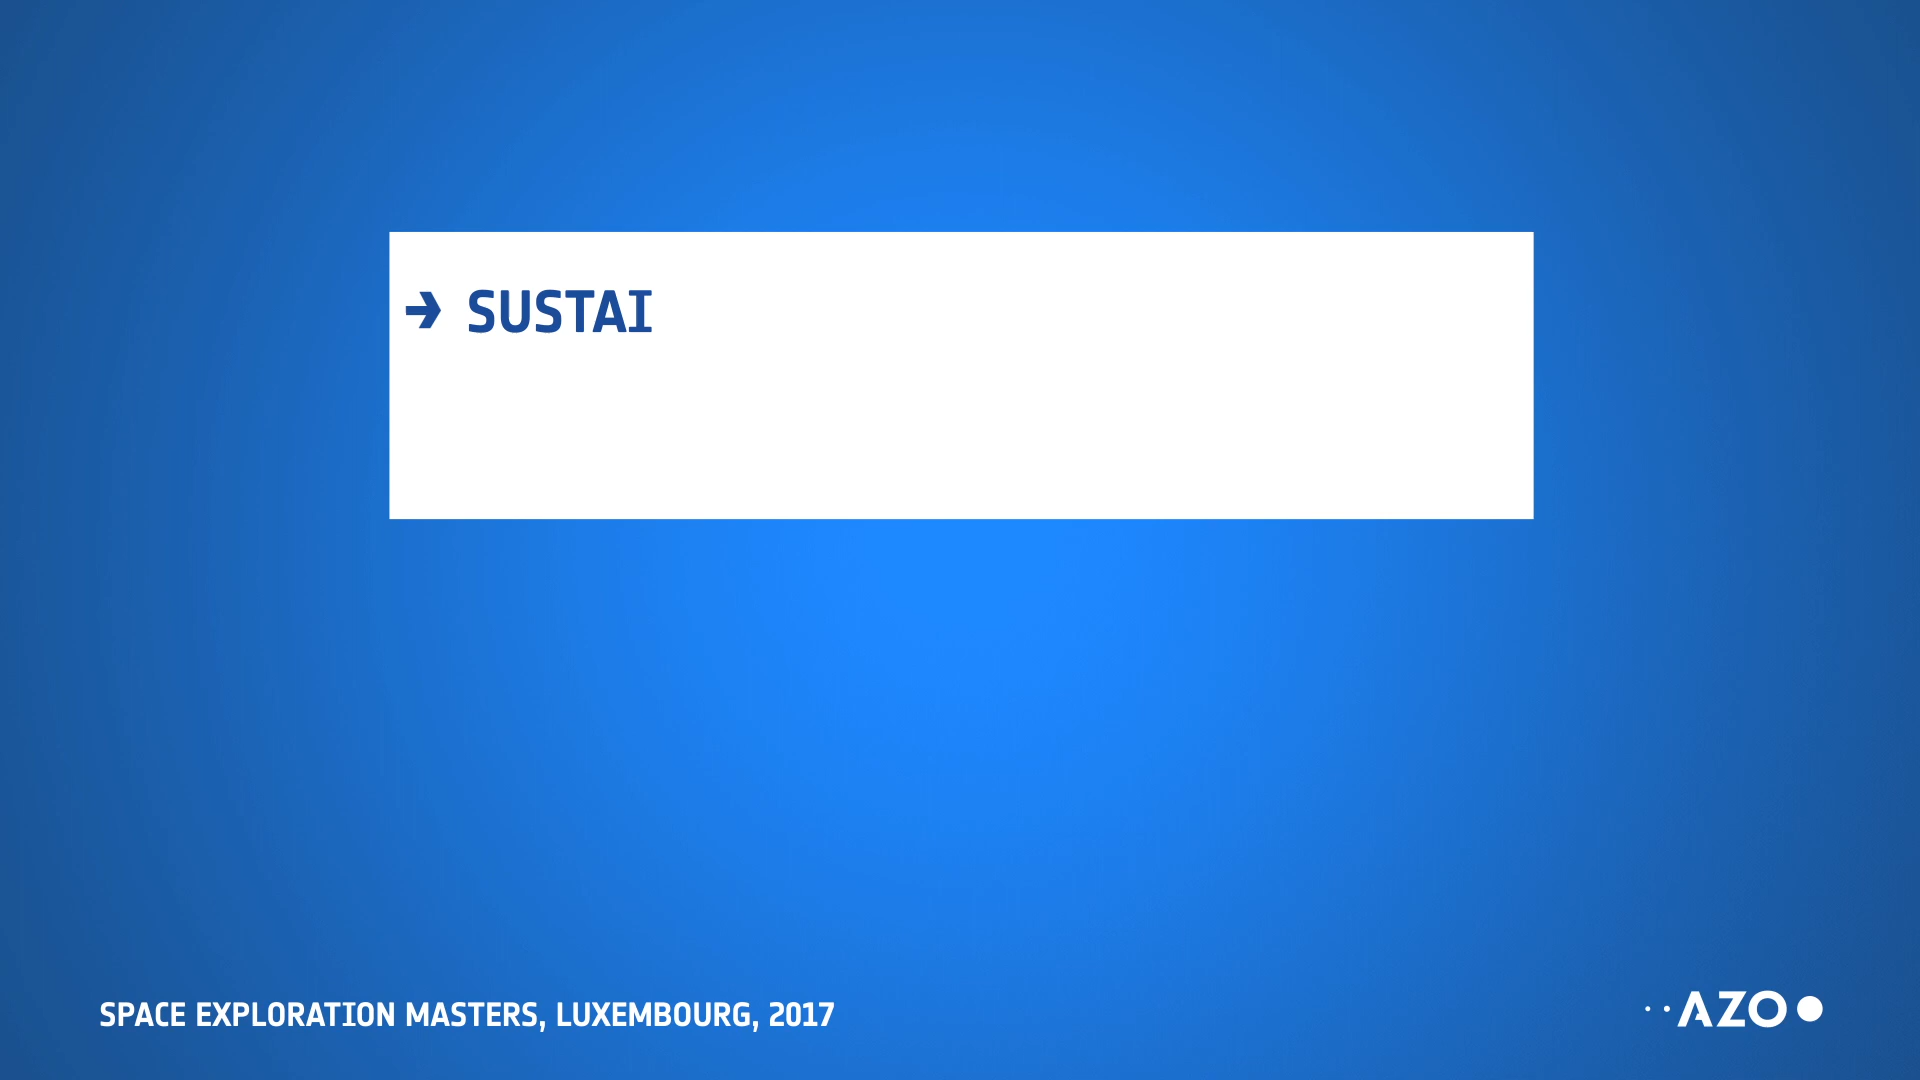 ➔ SUSTAI
SPACE EXPLORATION MASTERS, LUXEMBOURG, 2017
AZO